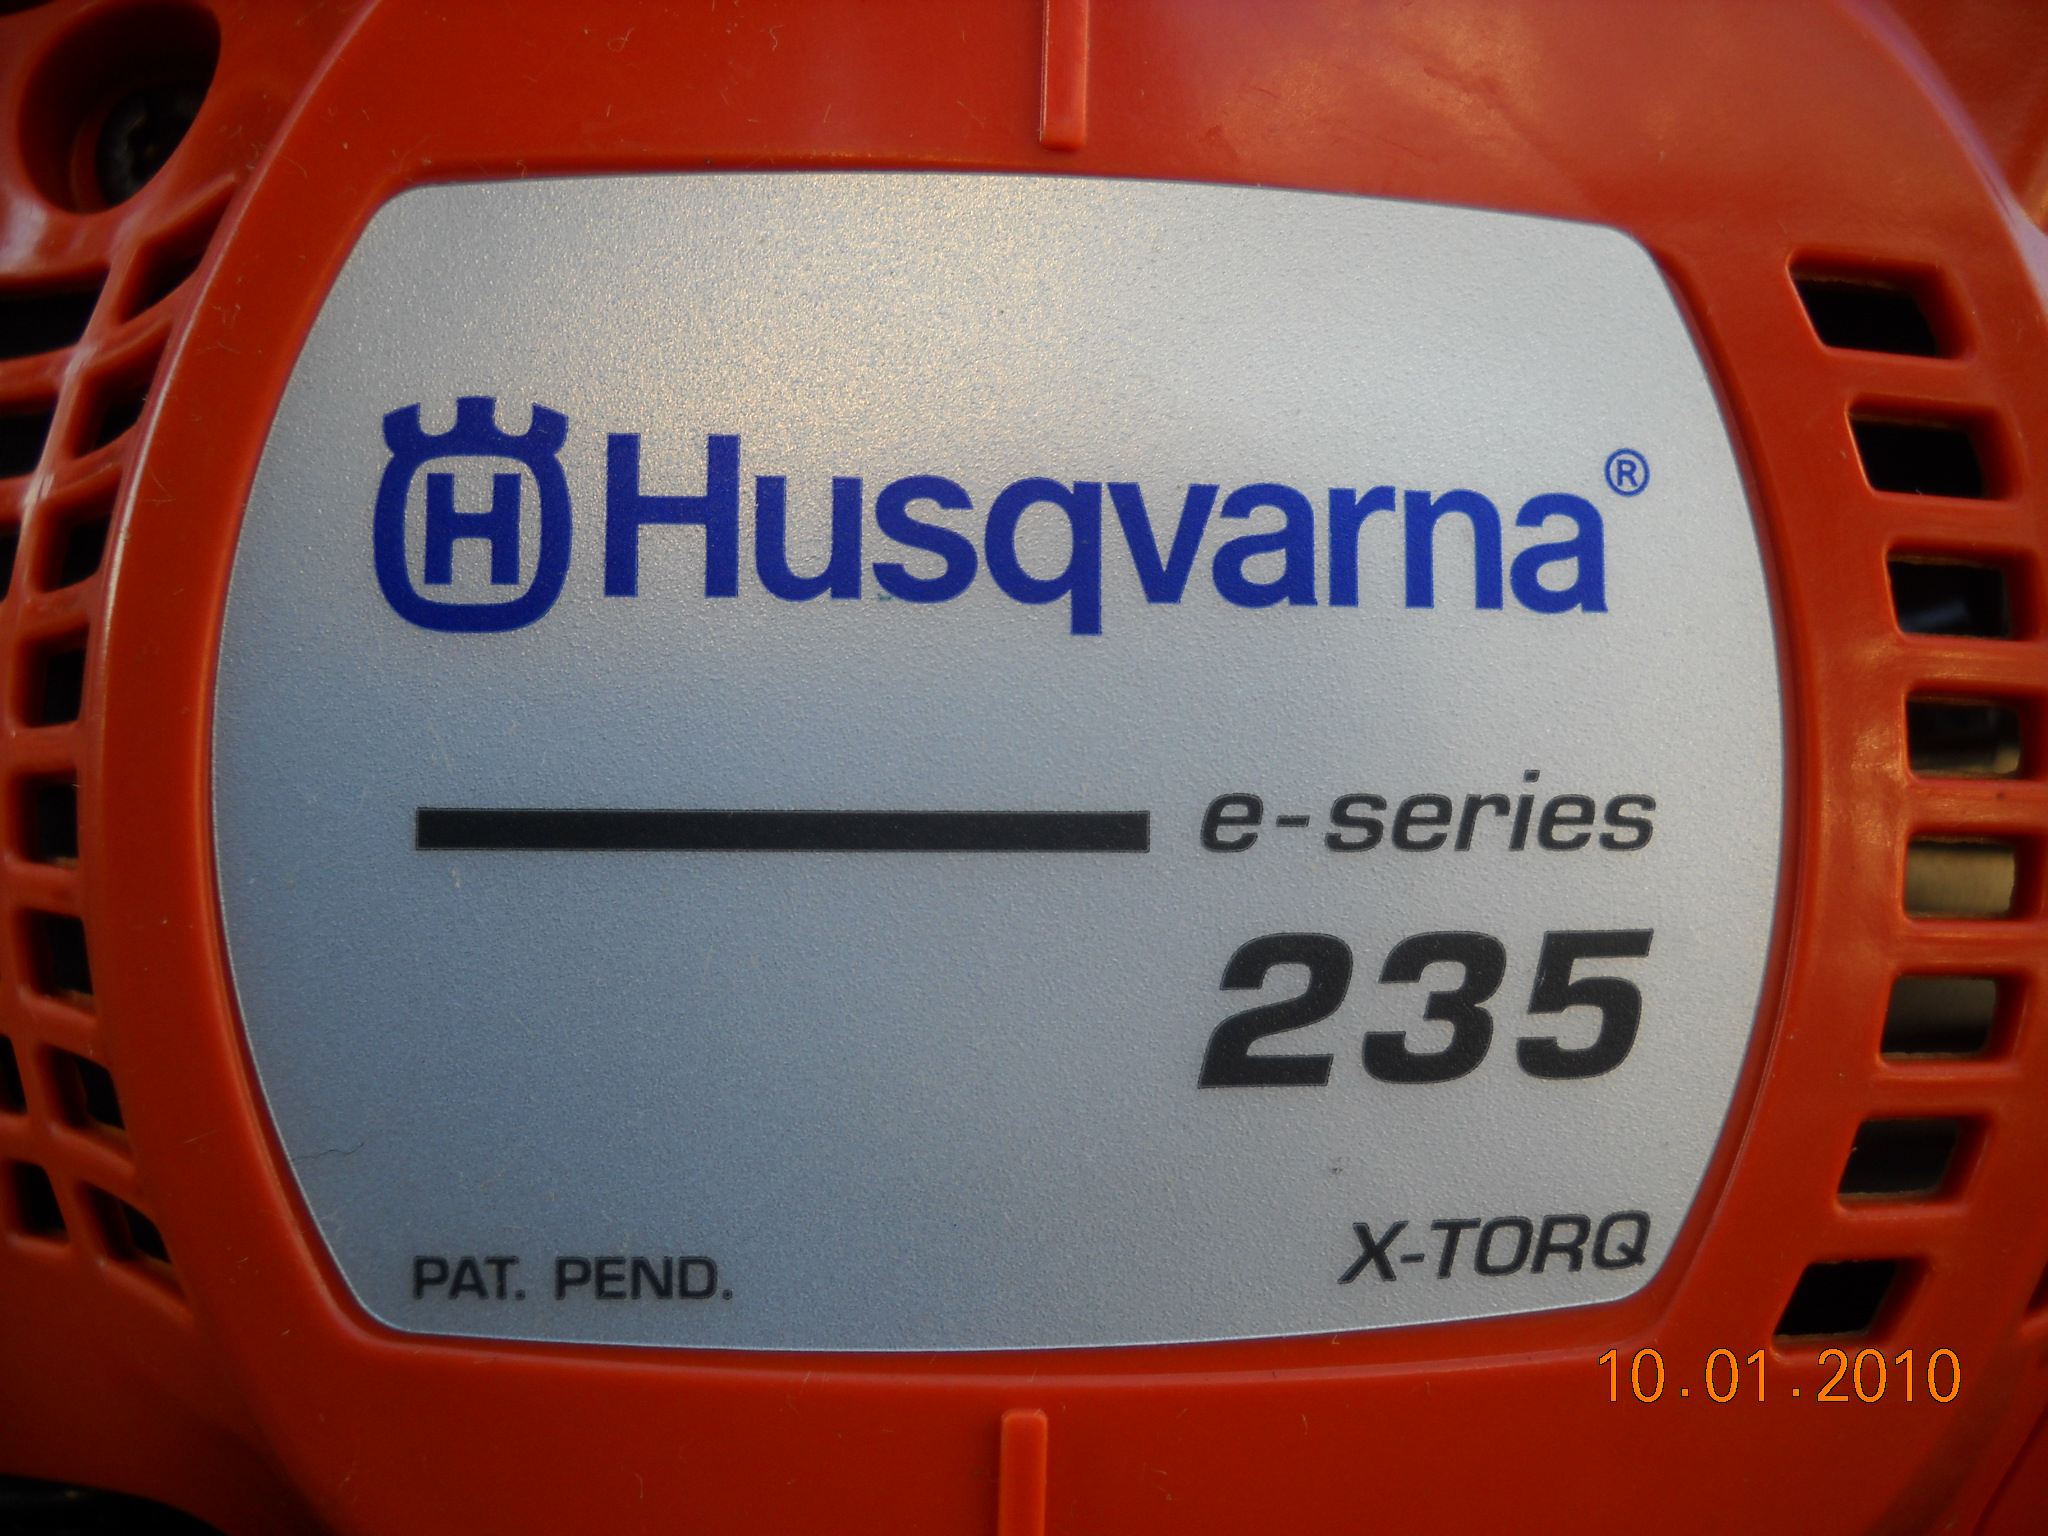 H Husqvarna®
e-series
235
X-TORQ
PAT. PEND.
10.01.2010